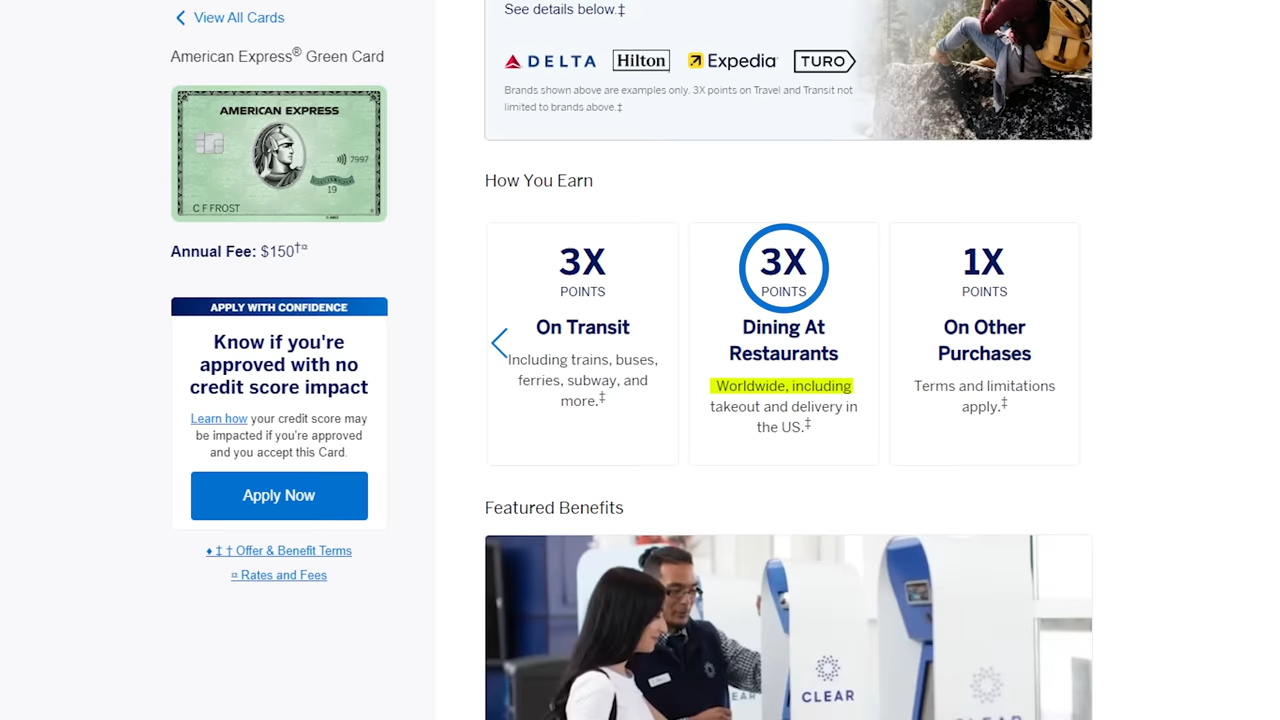 View All Cards
American Express® Green Card
AMERICAN EXPRESS
7997
19
C F FROST
Annual Fee: $150†¤
APPLY WITH CONFIDENCE
Know if you're
approved with no
credit score impact
Learn how your credit score may
be impacted if you're approved
and you accept this Card.
Apply Now
♦ ‡ † Offer & Benefit Terms
¤ Rates and Fees
See details below.‡
DELTA Hilton Expedia TURO
Brands shown above are examples only. 3X points on Travel and Transit not
limited to brands above.‡
How You Earn
3X
POINTS
On Transit
Including trains, buses,
ferries, subway, and
more.‡
3X
POINTS
Dining At
Restaurants
Worldwide, including
takeout and delivery in
the US.‡
1X
POINTS
On Other
Purchases
Terms and limitations
apply.‡
Featured Benefits
CLEAR